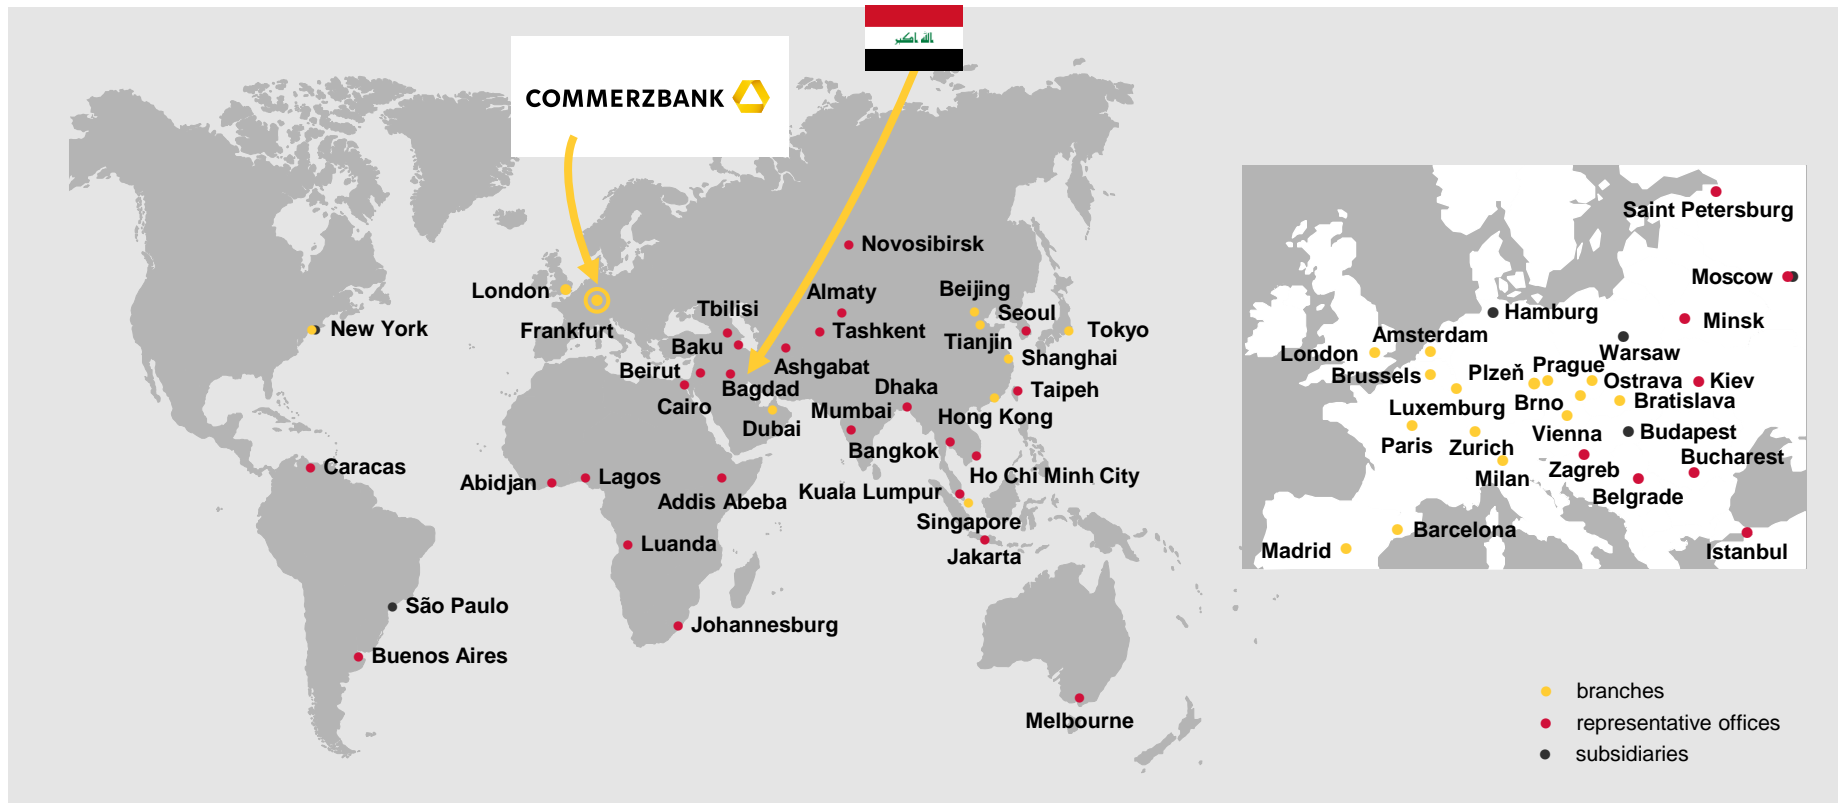 الله اكبر
COMMERZBANK
Novosibirsk
London
Almaty
Beijing
Tbilisi
Seoul
New York
Frankfurt
Tashkent
Tokyo
Baku
Tianjin
Shanghai
Beirut
Ashgabat
Bagdad
Dhaka
Taipeh
Cairo
Mumbai
Hong Kong
Dubai
Bangkok
Caracas
Abidjan
Lagos
Ho Chi Minh City
Addis Abeba
Kuala Lumpur
Singapore
Luanda
Jakarta
São Paulo
Johannesburg
Buenos Aires
Melbourne
Saint Petersburg
Moscow
Hamburg
Minsk
Amsterdam
London
Warsaw
Brussels
Plzeň
Prague
Ostrava
Kiev
Luxemburg
Brno
Bratislava
Paris
Zurich
Vienna
Budapest
Milan
Zagreb
Bucharest
Belgrade
Barcelona
Madrid
Istanbul
branches
representative offices
subsidiaries